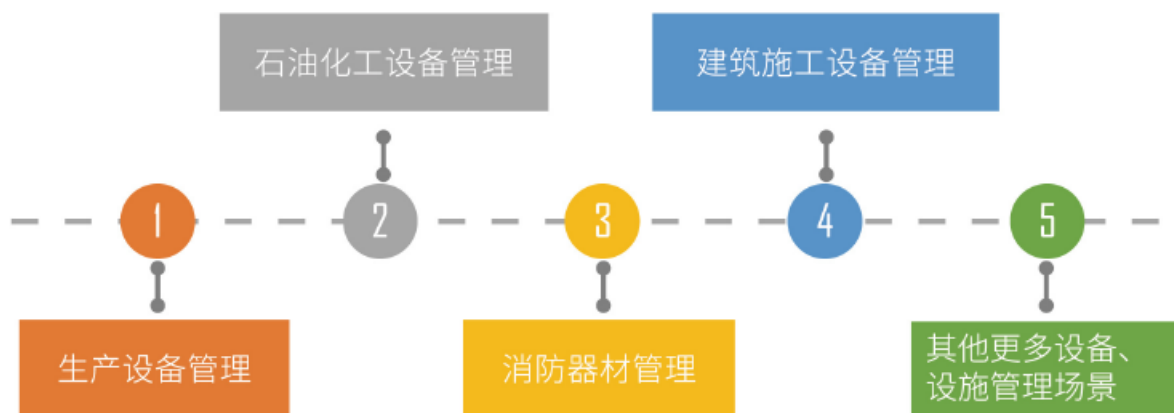 石油化工设备管理
建筑施工设备管理
1
2
3
4
5
生产设备管理
消防器材管理
其他更多设备、
设施管理场景